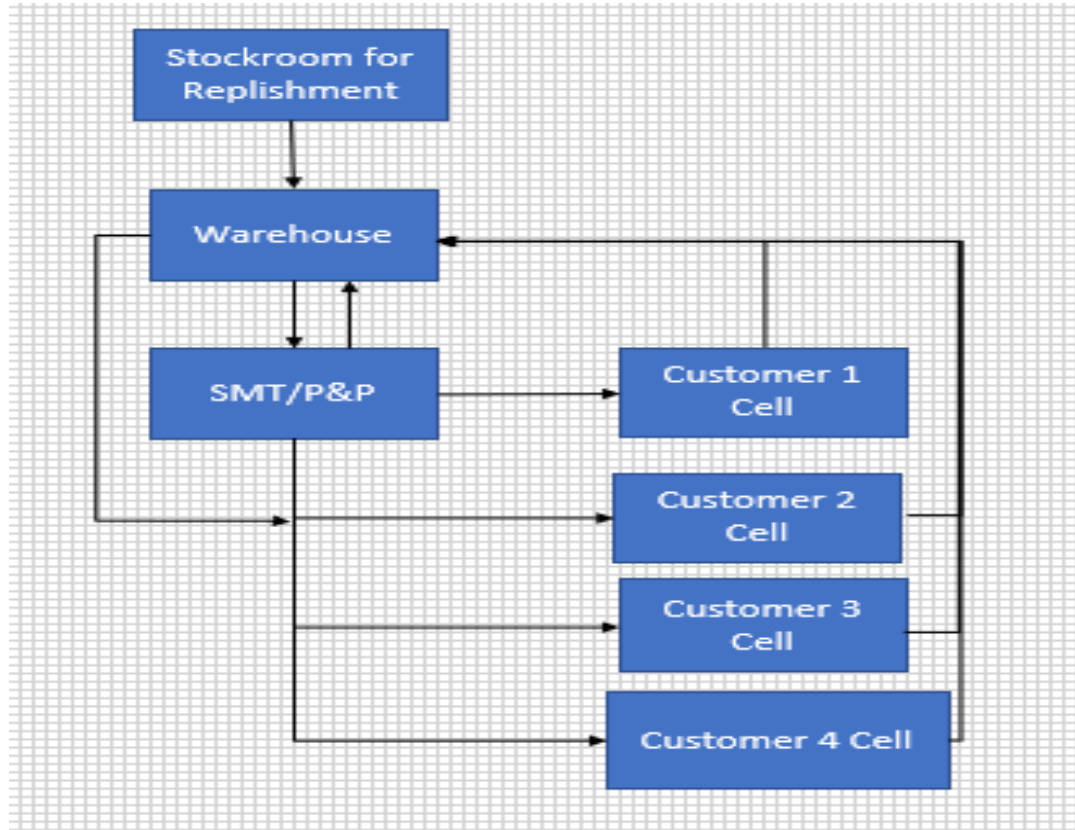 Stockroom for
Replishment
Warehouse
SMT/P&P
Customer 1
Cell
Customer 2
Cell
Customer 3
Cell
Customer 4 Cell